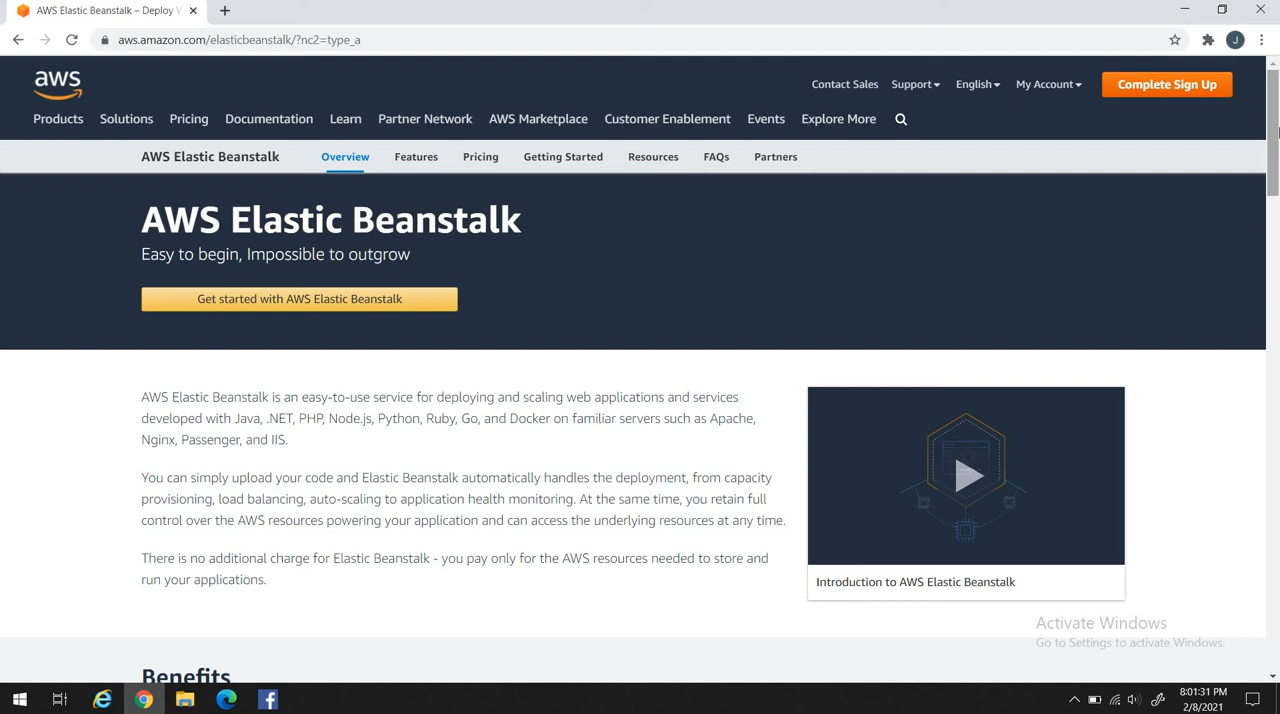 AWS Elastic Beanstalk – Deploy
aws.amazon.com/elasticbeanstalk/?nc2=type_a
J
aws
Contact Sales Support English My Account Complete Sign Up
Products Solutions Pricing Documentation Learn Partner Network AWS Marketplace Customer Enablement Events Explore More
AWS Elastic Beanstalk Overview Features Pricing Getting Started Resources FAQs Partners
AWS Elastic Beanstalk
Easy to begin, Impossible to outgrow
Get started with AWS Elastic Beanstalk
AWS Elastic Beanstalk is an easy-to-use service for deploying and scaling web applications and services
developed with Java, .NET, PHP, Node.js, Python, Ruby, Go, and Docker on familiar servers such as Apache,
Nginx, Passenger, and IIS.
You can simply upload your code and Elastic Beanstalk automatically handles the deployment, from capacity
provisioning, load balancing, auto-scaling to application health monitoring. At the same time, you retain full
control over the AWS resources powering your application and can access the underlying resources at any time.
There is no additional charge for Elastic Beanstalk - you pay only for the AWS resources needed to store and
run your applications.
Introduction to AWS Elastic Beanstalk
Activate Windows
Go to Settings to activate Windows.
Benefits
8:01:31 PM
2/8/2021